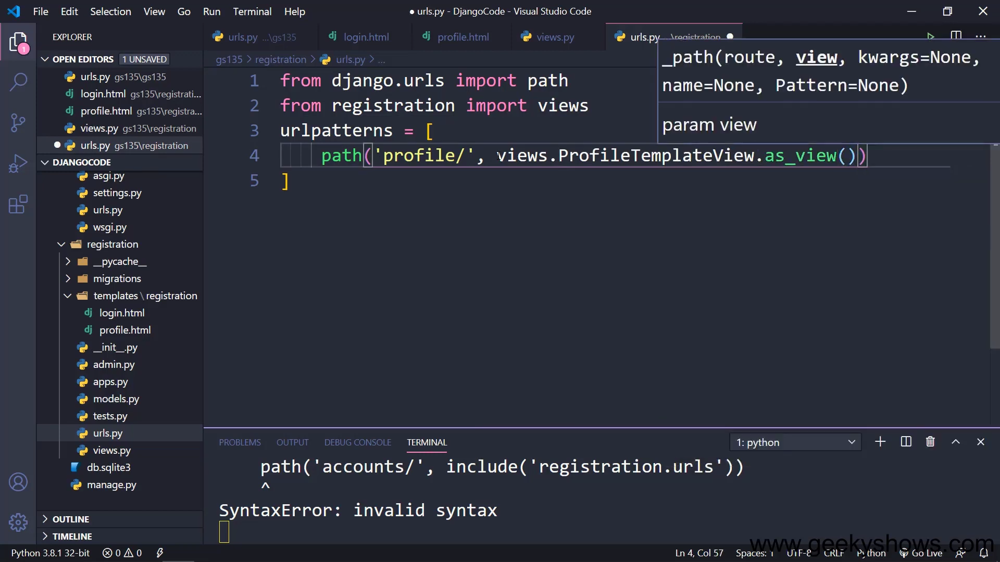 File Edit Selection View Go Run Terminal Help
● urls.py - DjangoCode - Visual Studio Code
EXPLORER
1
OPEN EDITORS 1 UNSAVED
urls.py gs135\gs135
login.html gs135\registrati...
profile.html gs135\registra...
views.py gs135\registration
urls.py gs135\registration
DJANGOCODE
asgi.py
settings.py
urls.py
wsgi.py
registration
__pycache__
migrations
templates \ registration
login.html
profile.html
__init__.py
admin.py
apps.py
models.py
tests.py
urls.py
views.py
db.sqlite3
manage.py
OUTLINE
TIMELINE
urls.py ...\gs135 login.html profile.html views.py urls.py ...\registration
gs135 > registration > urls.py > ...
1 from django.urls import path
2 from registration import views
3 urlpatterns = [
4 path('profile/', views.ProfileTemplateView.as_view())
5 ]
_path(route, view, kwargs=None,
name=None, Pattern=None)
param view
PROBLEMS OUTPUT DEBUG CONSOLE TERMINAL 1: python
path('accounts/', include('registration.urls'))
^
SyntaxError: invalid syntax
www.geekyshows.com
Python 3.8.1 32-bit 0 0 Ln 4, Col 57 Spaces: 1 UTF-8 CRLF Python Go Live